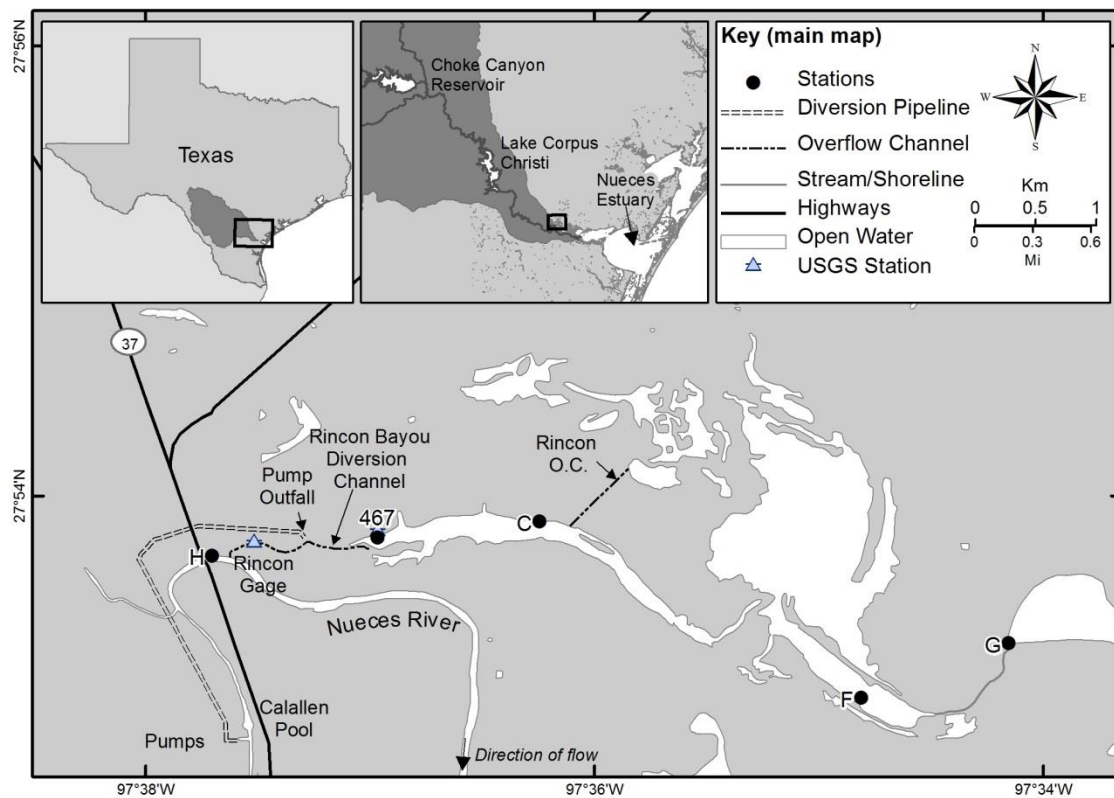 27°56'N
27°54'N
Texas
Choke Canyon
Reservoir
Lake Corpus
Christi
Nueces
Estuary
Key (main map)
Stations
Diversion Pipeline
Overflow Channel
Stream/Shoreline
Highways
Open Water
USGS Station
N
W
E
S
Km
0 0.5 1
0 0.3 0.6
Mi
37
Rincon Bayou
Diversion
Channel
Pump
Outfall
467
Rincon
O.C.
C
H
Rincon
Gage
Nueces River
G
F
Calallen
Pool
Pumps
Direction of flow
97°38'W
97°36'W
97°34'W